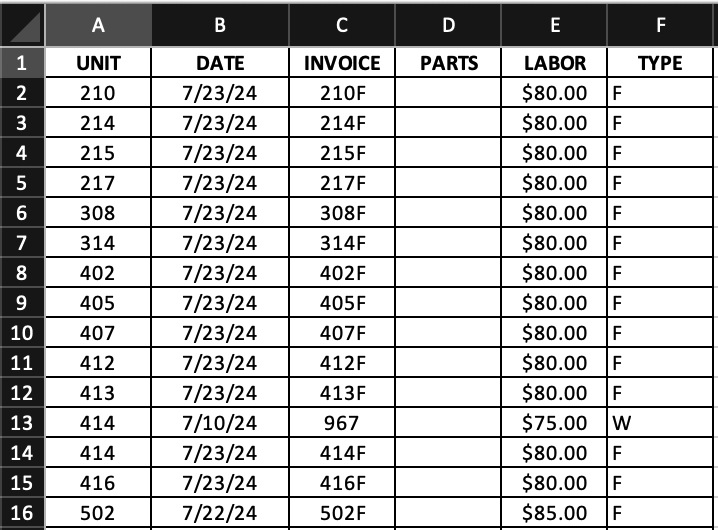 A B C D E F
1 UNIT DATE INVOICE PARTS LABOR TYPE
2 210 7/23/24 210F $80.00 F
3 214 7/23/24 214F $80.00 F
4 215 7/23/24 215F $80.00 F
5 217 7/23/24 217F $80.00 F
6 308 7/23/24 308F $80.00 F
7 314 7/23/24 314F $80.00 F
8 402 7/23/24 402F $80.00 F
9 405 7/23/24 405F $80.00 F
10 407 7/23/24 407F $80.00 F
11 412 7/23/24 412F $80.00 F
12 413 7/23/24 413F $80.00 F
13 414 7/10/24 967 $75.00 W
14 414 7/23/24 414F $80.00 F
15 416 7/23/24 416F $80.00 F
16 502 7/22/24 502F $85.00 F